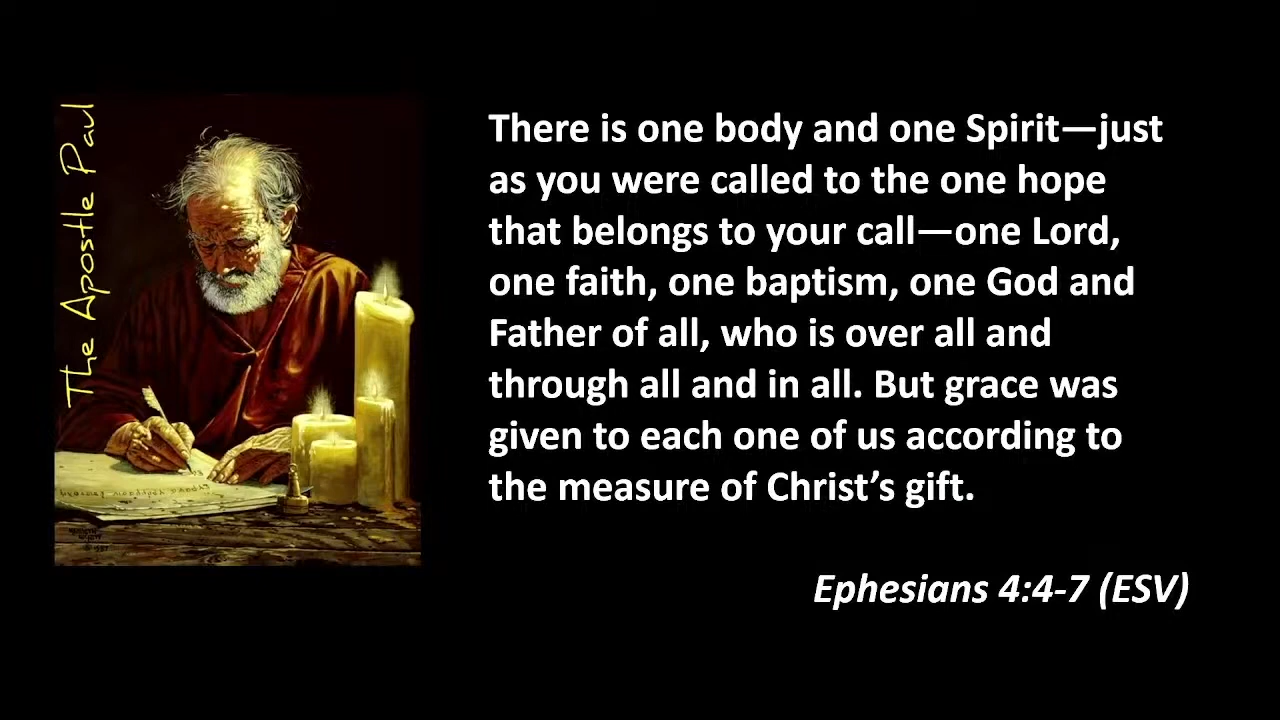 The Apostle Paul
There is one body and one Spirit—just
as you were called to the one hope
that belongs to your call—one Lord,
one faith, one baptism, one God and
Father of all, who is over all and
through all and in all. But grace was
given to each one of us according to
the measure of Christ’s gift.
Ephesians 4:4-7 (ESV)